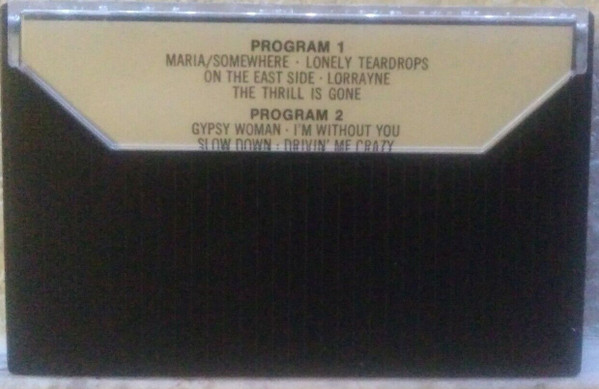 PROGRAM 1
MARIA/SOMEWHERE · LONELY TEARDROPS
ON THE EAST SIDE · LORRAYNE
THE THRILL IS GONE
PROGRAM 2
GYPSY WOMAN · I'M WITHOUT YOU
SLOW DOWN · DRIVIN' ME CRAZY